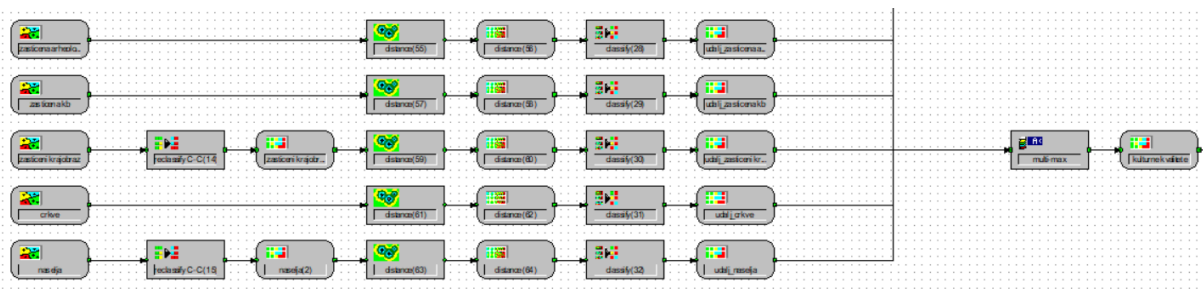 zasticena arheolo... distance(55) distance(56) classify(28) udalj_zasticena a...
zasticena kb distance(57) distance(58) classify(29) udalj_zasticena kb
zasticeni krajobraz reclassify C-C(14) zasticeni krajobr... distance(59) distance(60) classify(30) udalj_zasticeni kr... multi-max kulturne kvalitete
crkve distance(61) distance(62) classify(31) udalj_crkve
naselja reclassify C-C(15) naselja(2) distance(63) distance(64) classify(32) udalj_naselja